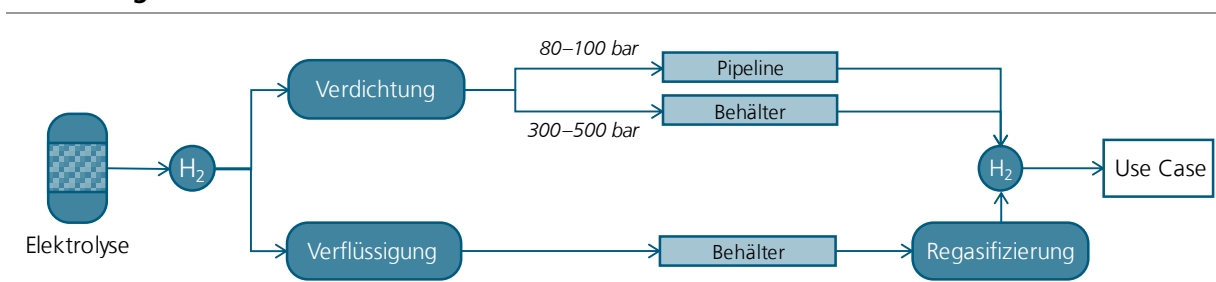 80–100 bar
Pipeline
Verdichtung
Behälter
300–500 bar
H₂
H₂
Use Case
Elektrolyse
Verflüssigung
Behälter
Regasifizierung